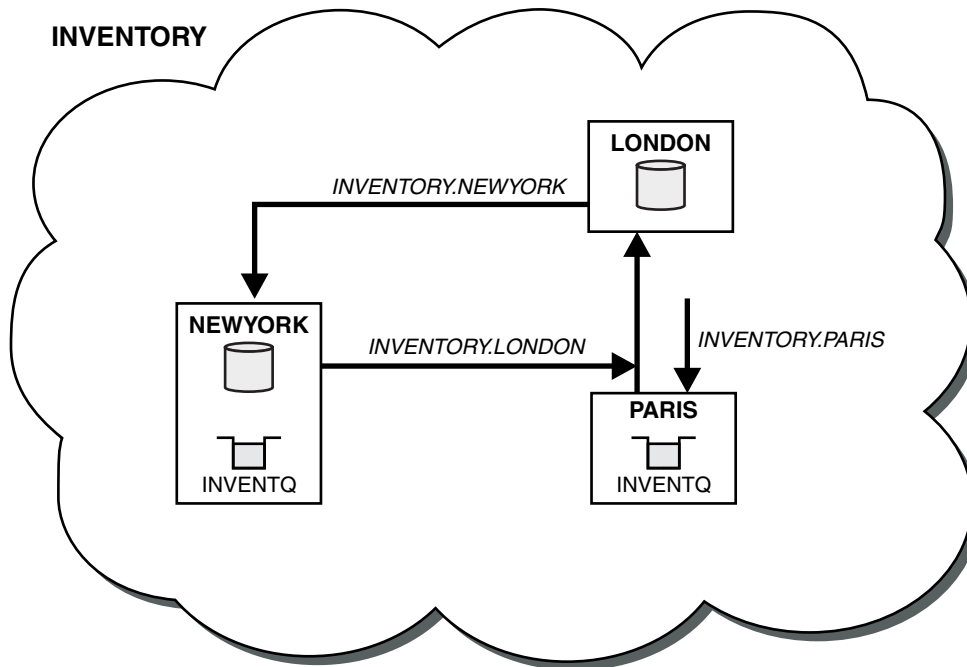 INVENTORY
LONDON
INVENTORY.NEWYORK
NEWYORK
INVENTORY.LONDON
INVENTORY.PARIS
PARIS
INVENTQ
INVENTQ